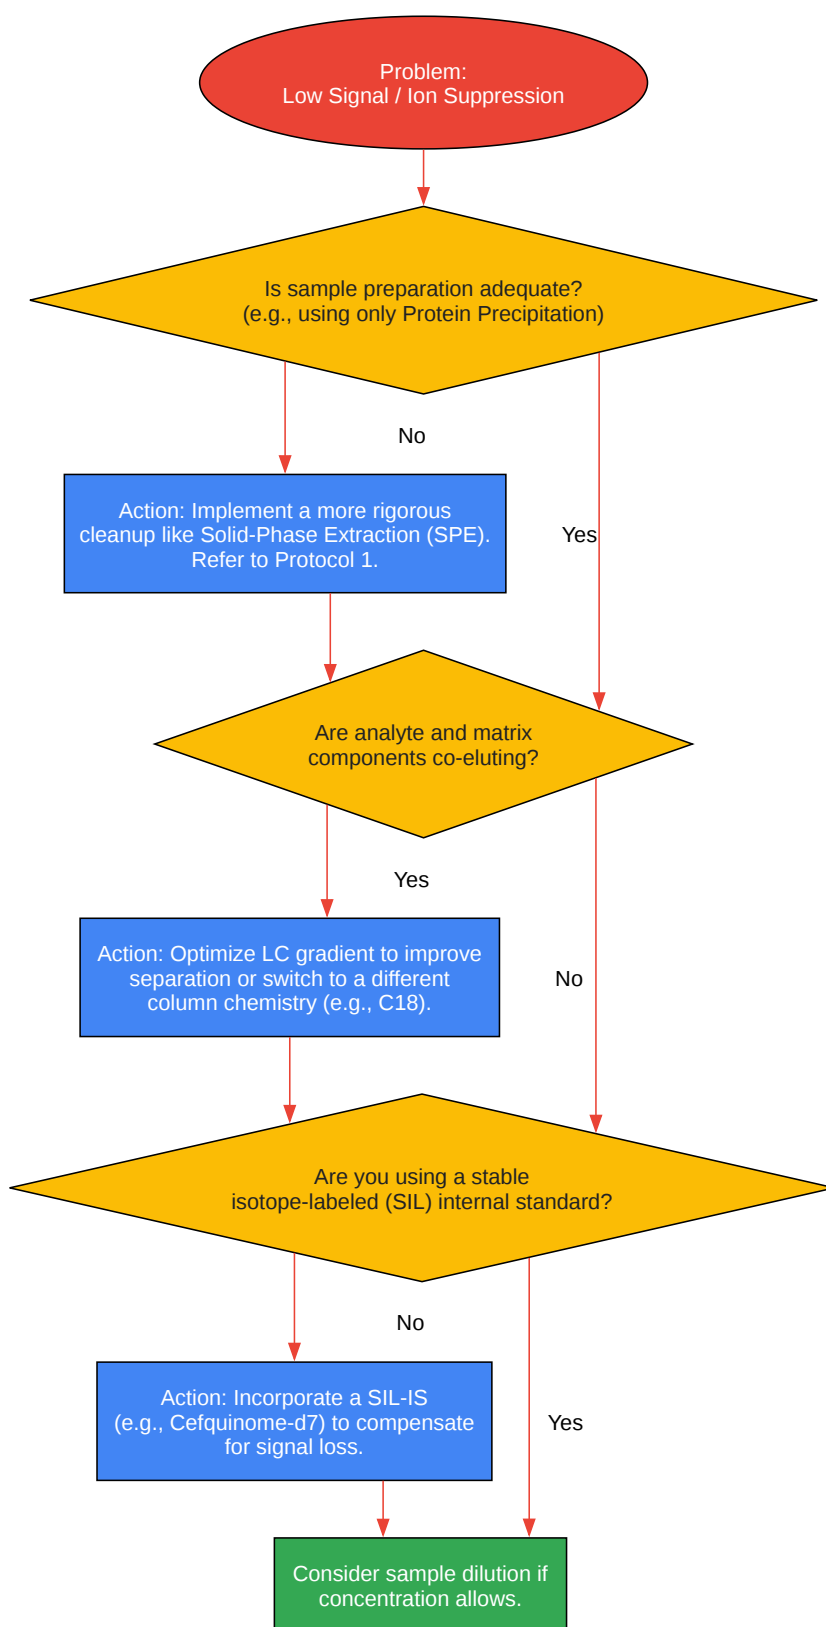 Problem:
Low Signal / Ion Suppression
Is sample preparation adequate?
(e.g., using only Protein Precipitation)
No
Action: Implement a more rigorous
cleanup like Solid-Phase Extraction (SPE).
Refer to Protocol 1.
Yes
Are analyte and matrix
components co-eluting?
Yes
Action: Optimize LC gradient to improve
separation or switch to a different
column chemistry (e.g., C18).
No
Are you using a stable
isotope-labeled (SIL) internal standard?
No
Action: Incorporate a SIL-IS
(e.g., Cefquinome-d7) to compensate
for signal loss.
Yes
Consider sample dilution if
concentration allows.